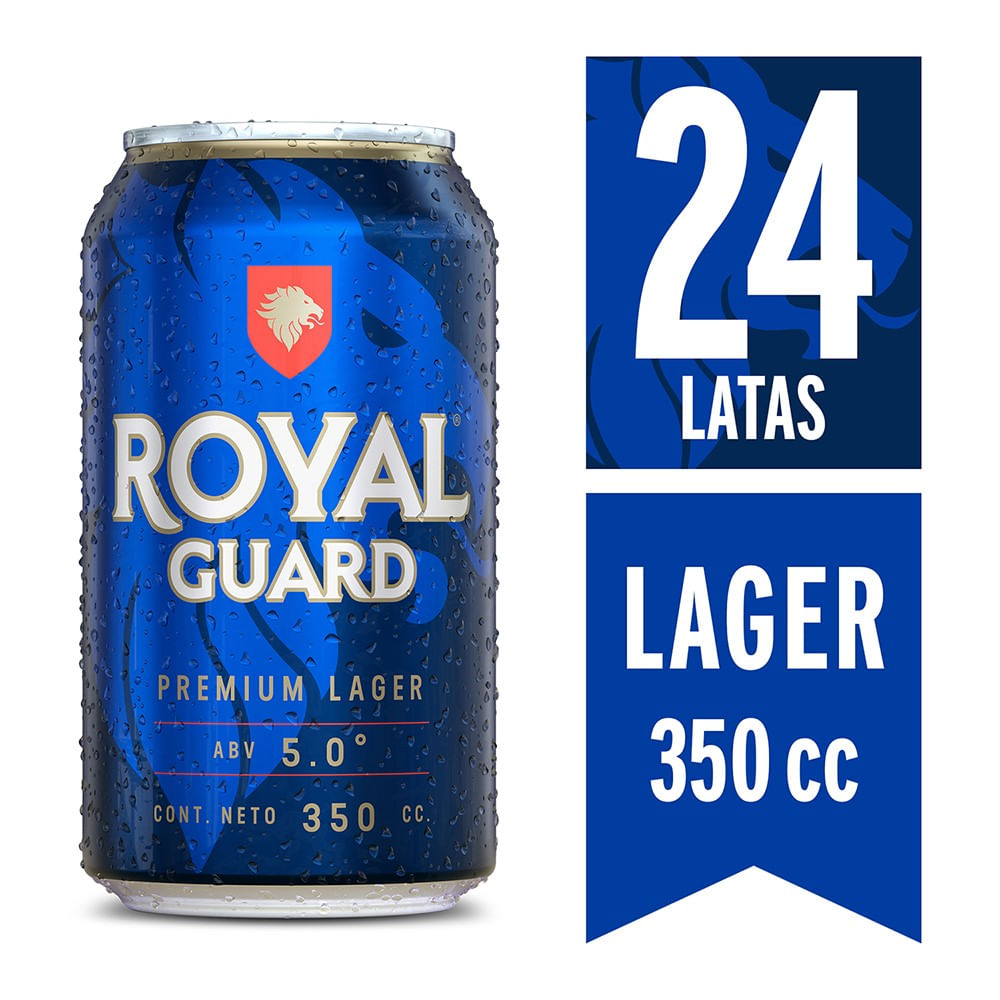 ROYAL®
GUARD
PREMIUM LAGER
ABV 5.0°
CONT. NETO 350 CC.
24
LATAS
LAGER
350 cc